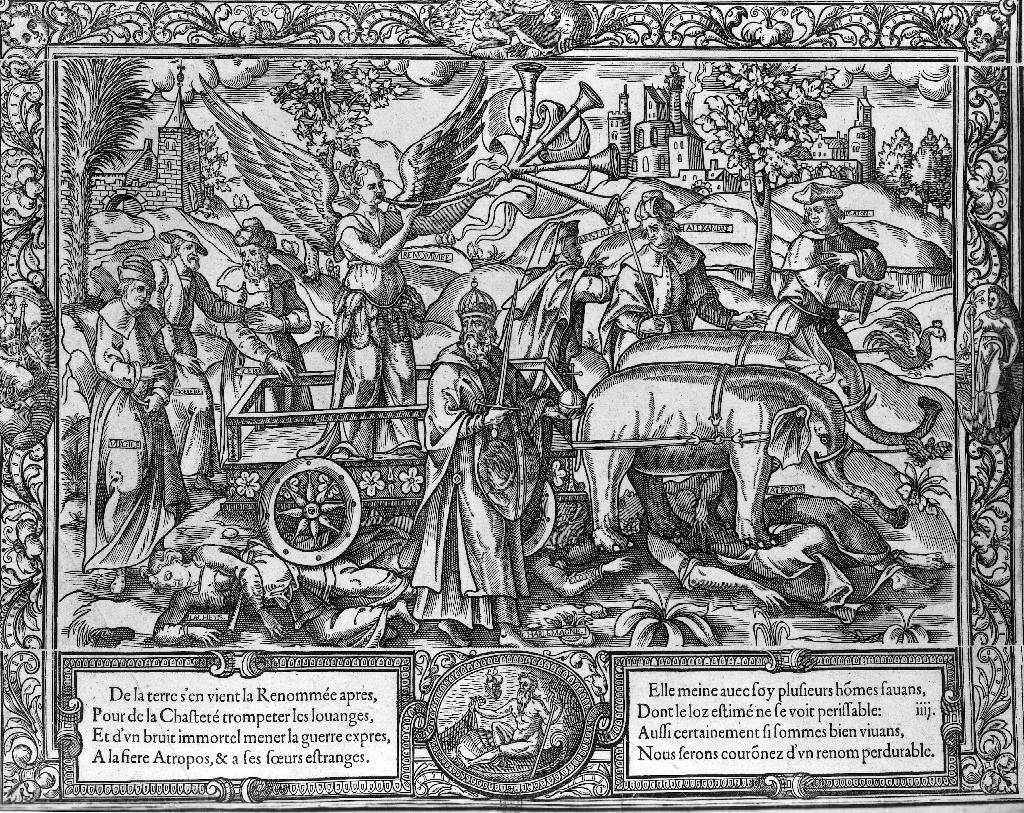 RENOMMEE
ARISTOTE
ALEXANDRE
PLATON
VIRGILE
HOMERE
LACHESIS
ATROPOS
CHARLEMAGNE
De la terre s'en vient la Renommée apres,
Pour de la Chaſteté trompeter les louanges,
Et d'vn bruit immortel mener la guerre expres,
A la fiere Atropos, & a ſes ſœurs eſtranges.
Elle meine auec ſoy pluſieurs hõmes ſauans,
Dont le loz eſtimé ne ſe voit periſſable: iiij.
Auſſi certainement ſi ſommes bien viuans,
Nous ſerons courõnez d'vn renom perdurable.